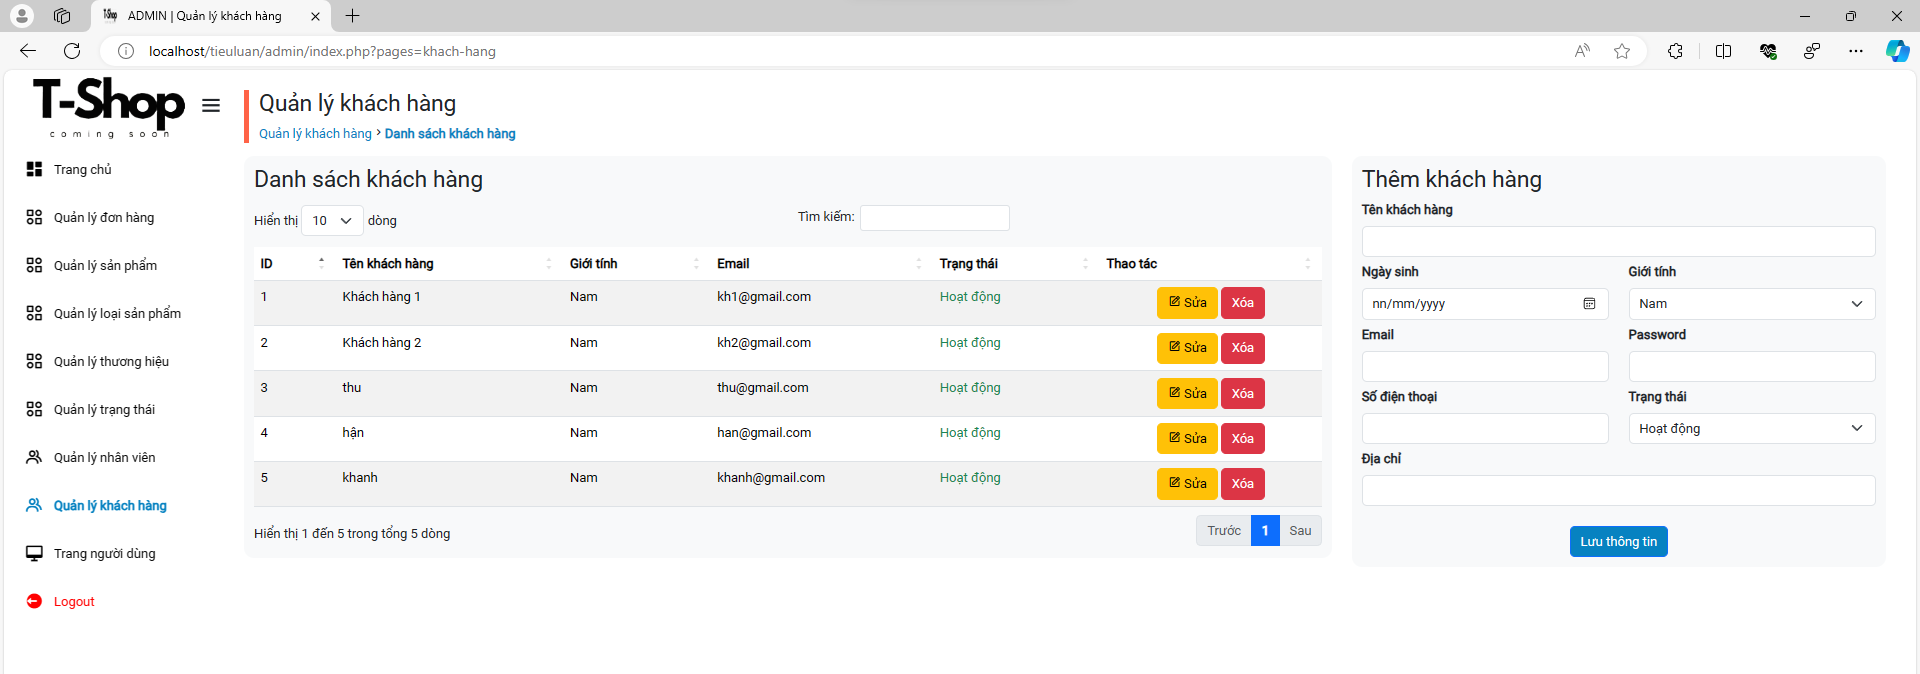 ADMIN | Quản lý khách hàng
localhost/tieuluan/admin/index.php?pages=khach-hang
T-Shop
coming soon
Trang chủ
Quản lý đơn hàng
Quản lý sản phẩm
Quản lý loại sản phẩm
Quản lý thương hiệu
Quản lý trạng thái
Quản lý nhân viên
Quản lý khách hàng
Trang người dùng
Logout
Quản lý khách hàng
Quản lý khách hàng > Danh sách khách hàng
Danh sách khách hàng
Hiển thị 10 dòng
Tìm kiếm:
ID Tên khách hàng Giới tính Email Trạng thái Thao tác
1 Khách hàng 1 Nam kh1@gmail.com Hoạt động Sửa Xóa
2 Khách hàng 2 Nam kh2@gmail.com Hoạt động Sửa Xóa
3 thu Nam thu@gmail.com Hoạt động Sửa Xóa
4 hận Nam han@gmail.com Hoạt động Sửa Xóa
5 khanh Nam khanh@gmail.com Hoạt động Sửa Xóa
Hiển thị 1 đến 5 trong tổng 5 dòng
Trước 1 Sau
Thêm khách hàng
Tên khách hàng
Ngày sinh Giới tính
nn/mm/yyyy Nam
Email Password
Số điện thoại Trạng thái
Hoạt động
Địa chỉ
Lưu thông tin